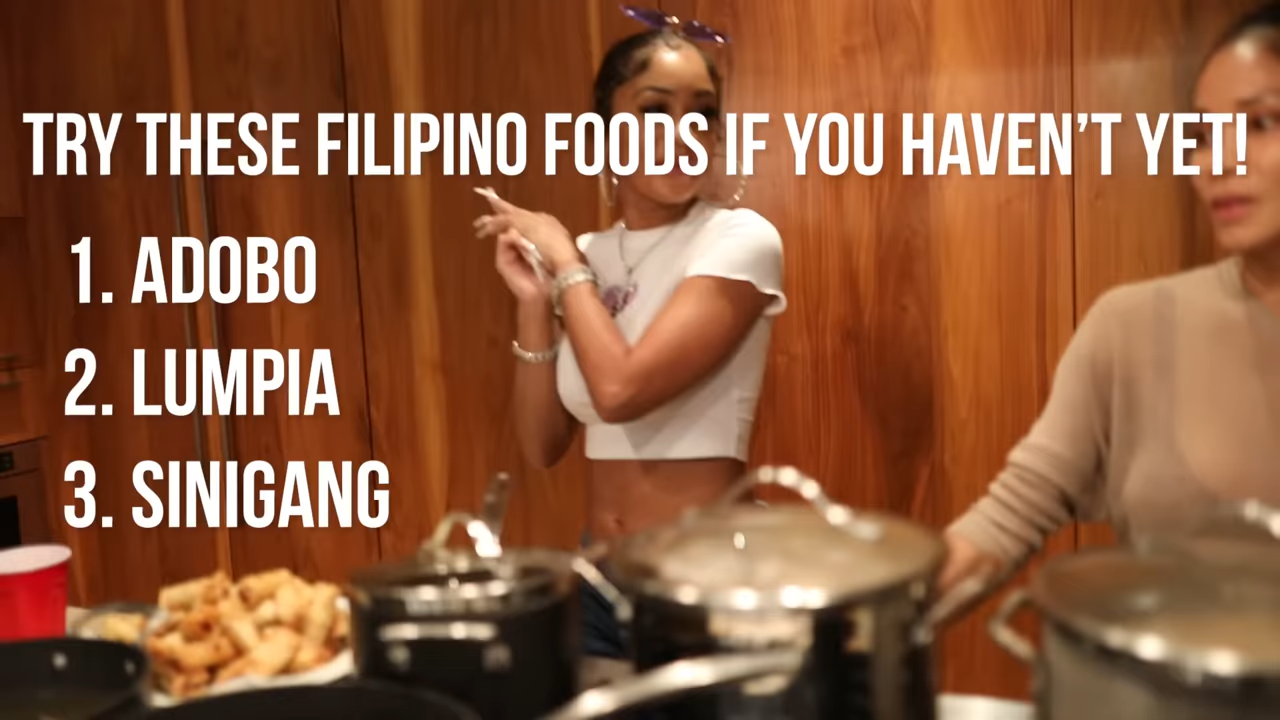 TRY THESE FILIPINO FOODS IF YOU HAVEN'T YET!
1. ADOBO
2. LUMPIA
3. SINIGANG